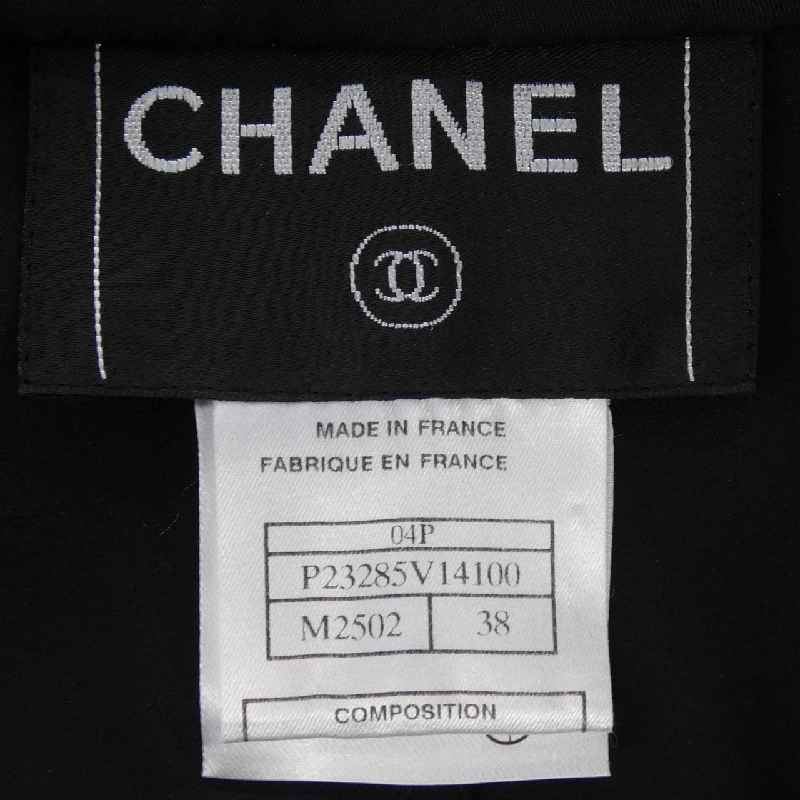 CHANEL
MADE IN FRANCE
FABRIQUE EN FRANCE
04P
P23285V14100
M2502 38
COMPOSITION